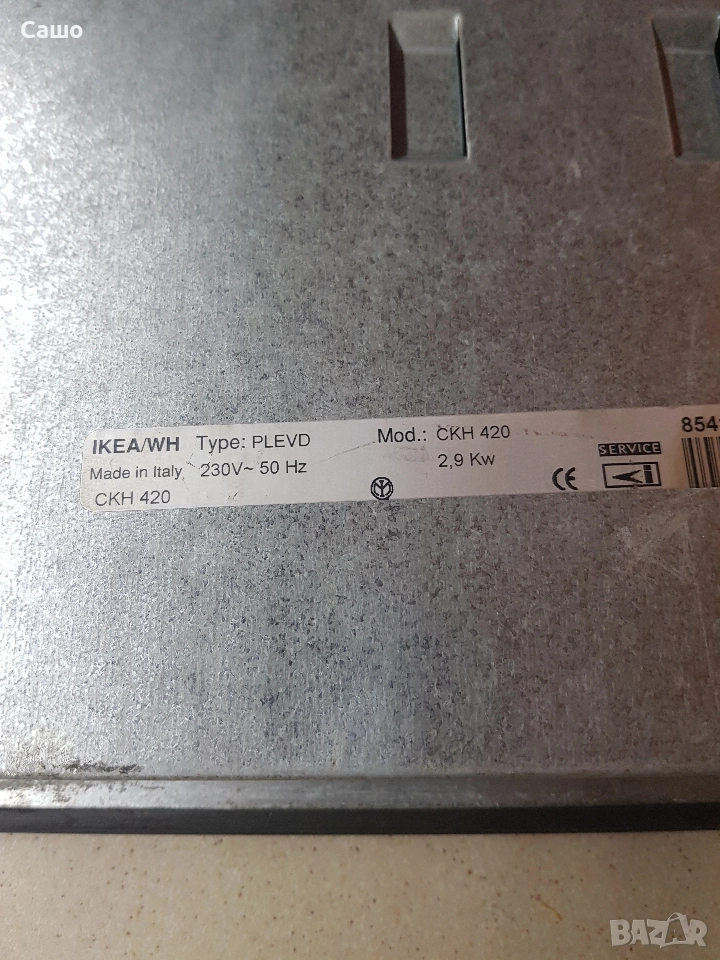 Сашо
IKEA/WH Type: PLEVD Mod.: CKH 420 854
Made in Italy 230V~ 50 Hz 2,9 Kw CE SERVICE
CKH 420
BAZAR